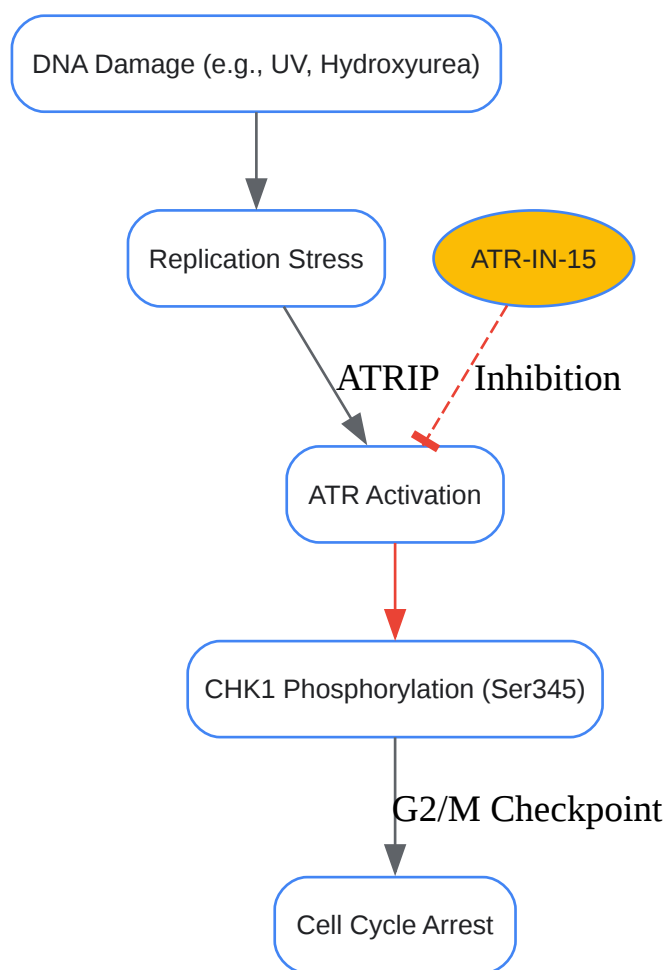 DNA Damage (e.g., UV, Hydroxyurea)
Replication Stress
ATR-IN-15
ATRIP
Inhibition
ATR Activation
CHK1 Phosphorylation (Ser345)
G2/M Checkpoint
Cell Cycle Arrest